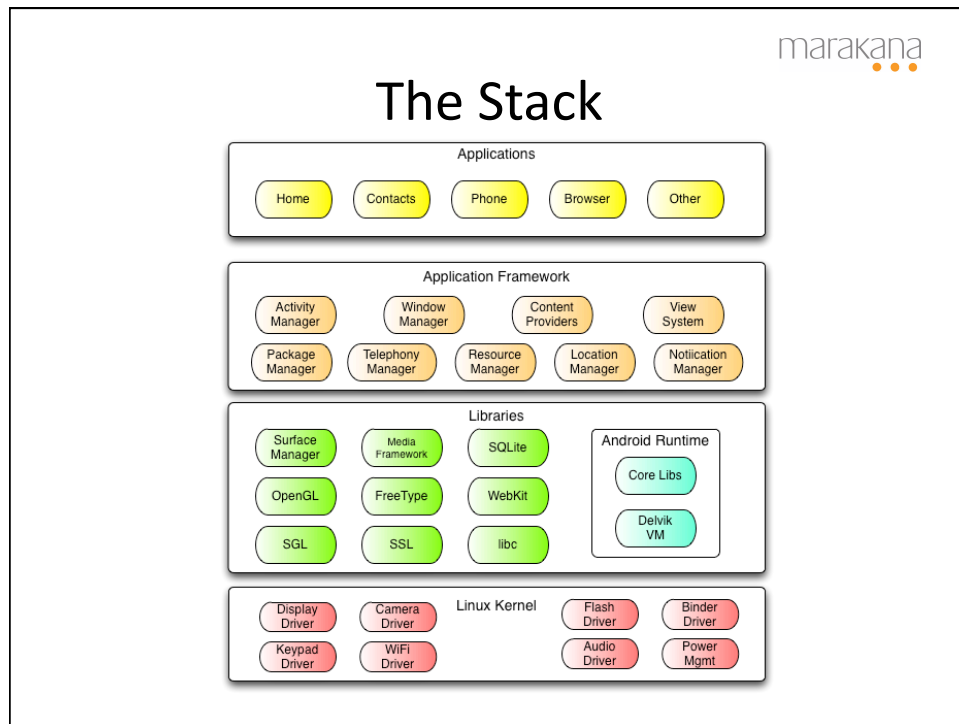 marakana
The Stack
Applications
Home
Contacts
Phone
Browser
Other
Application Framework
Activity
Manager
Window
Manager
Content
Providers
View
System
Package
Manager
Telephony
Manager
Resource
Manager
Location
Manager
Notiication
Manager
Libraries
Surface
Manager
Media
Framework
SQLite
Android Runtime
Core Libs
OpenGL
FreeType
WebKit
Delvik
VM
SGL
SSL
libc
Linux Kernel
Display
Driver
Camera
Driver
Flash
Driver
Binder
Driver
Keypad
Driver
WiFi
Driver
Audio
Driver
Power
Mgmt